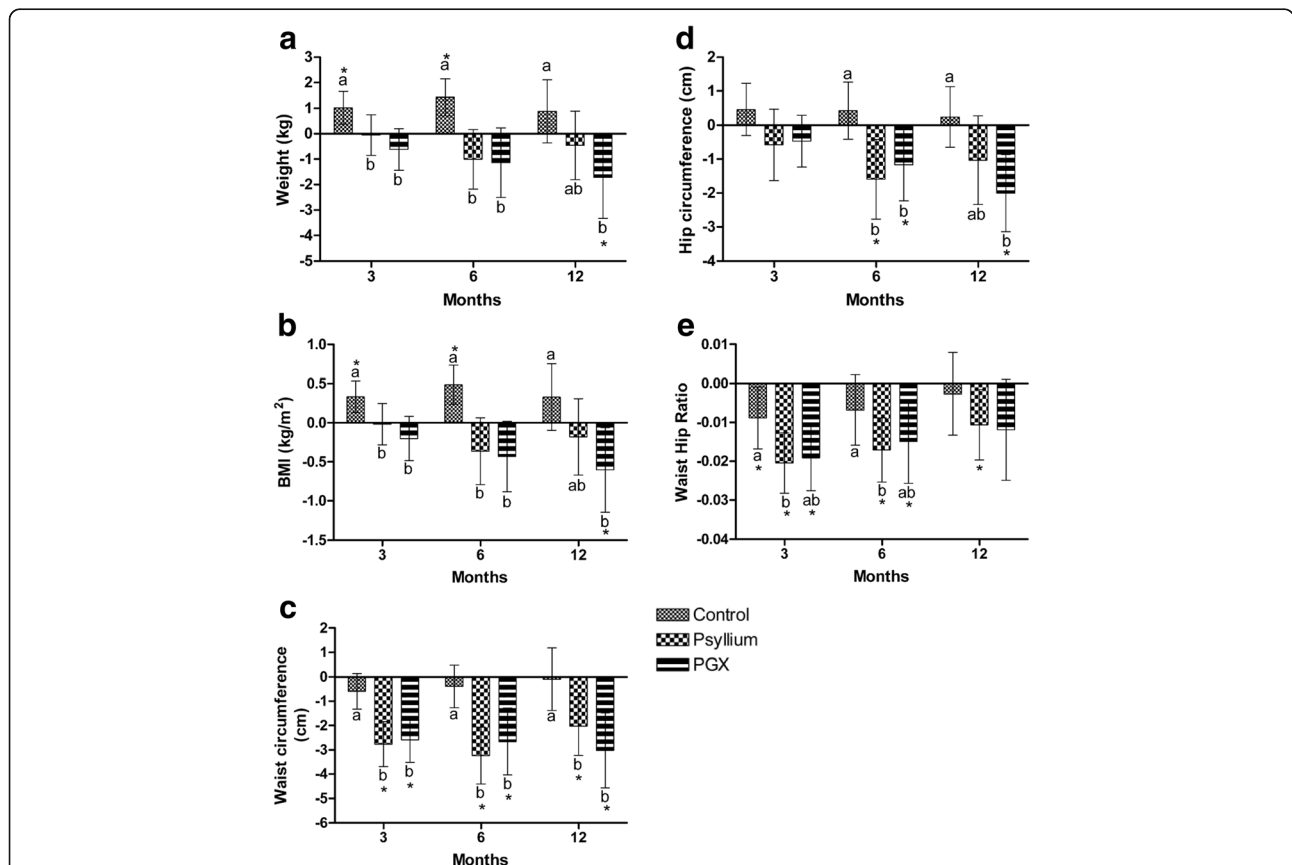 a
Weight (kg)
3
2
1
0
-1
-2
-3
-4
-5
*
a
b
b
*
a
b
b
a
ab
b
*
3 6 12
Months
b
BMI (kg/m2)
1.0
0.5
0.0
-0.5
-1.0
-1.5
*
a
b
b
*
a
b
b
a
ab
b
*
3 6 12
Months
c
Waist circumference
(cm)
2
1
0
-1
-2
-3
-4
-5
-6
a
b
*
b
*
a
b
*
b
*
a
b
*
b
*
3 6 12
Months
d
Hip circumference (cm)
2
1
0
-1
-2
-3
-4
a
b
*
b
*
a
ab
b
*
3 6 12
Months
e
Waist Hip Ratio
0.01
0.00
-0.01
-0.02
-0.03
-0.04
a
*
b
*
ab
*
a
b
*
ab
*
*
3 6 12
Months
Control
Psyllium
PGX